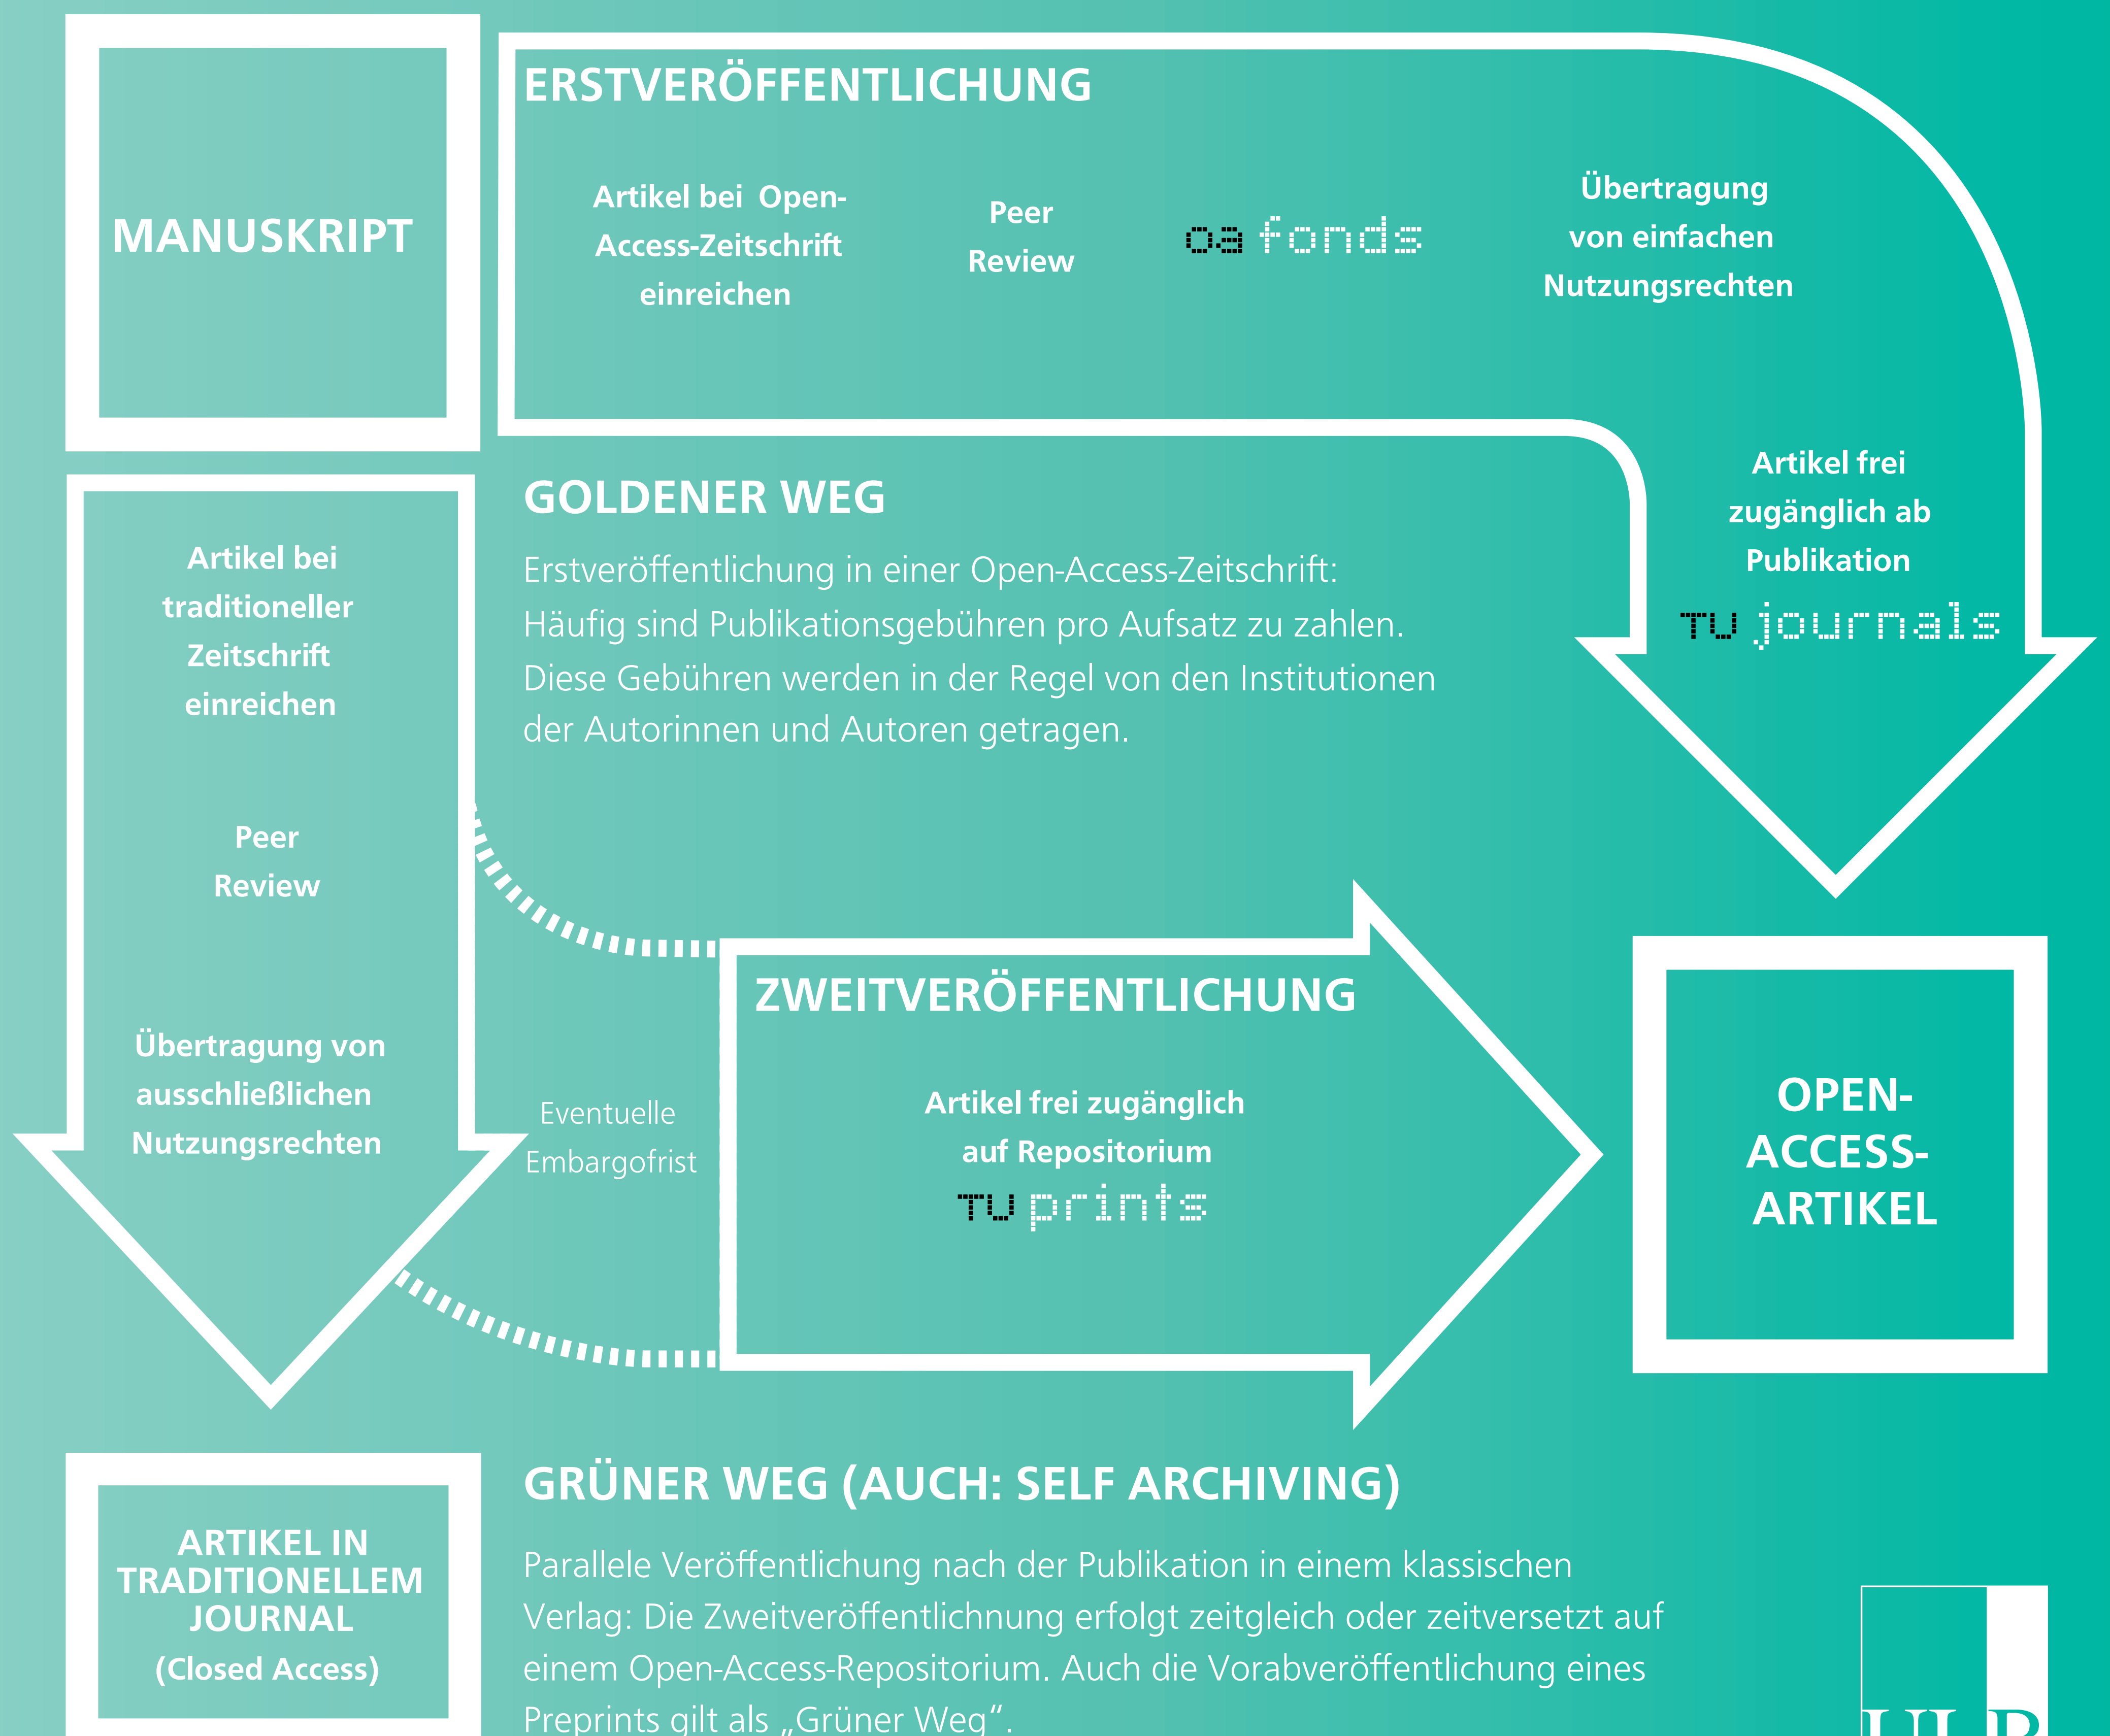 MANUSKRIPT
ERSTVERÖFFENTLICHUNG
Artikel bei Open-
Access-Zeitschrift
einreichen
Peer
Review
oa fonds
Übertragung
von einfachen
Nutzungsrechten
Artikel frei
zugänglich ab
Publikation
TU journals
GOLDENER WEG
Erstveröffentlichung in einer Open-Access-Zeitschrift:
Häufig sind Publikationsgebühren pro Aufsatz zu zahlen.
Diese Gebühren werden in der Regel von den Institutionen
der Autorinnen und Autoren getragen.
Artikel bei
traditioneller
Zeitschrift
einreichen
Peer
Review
Übertragung von
ausschließlichen
Nutzungsrechten
Eventuelle
Embargofrist
ZWEITVERÖFFENTLICHUNG
Artikel frei zugänglich
auf Repositorium
TU prints
OPEN-
ACCESS-
ARTIKEL
ARTIKEL IN
TRADITIONELLEM
JOURNAL
(Closed Access)
GRÜNER WEG (AUCH: SELF ARCHIVING)
Parallele Veröffentlichung nach der Publikation in einem klassischen
Verlag: Die Zweitveröffentlichnung erfolgt zeitgleich oder zeitversetzt auf
einem Open-Access-Repositorium. Auch die Vorabveröffentlichung eines
Preprints gilt als „Grüner Weg“.
ULB